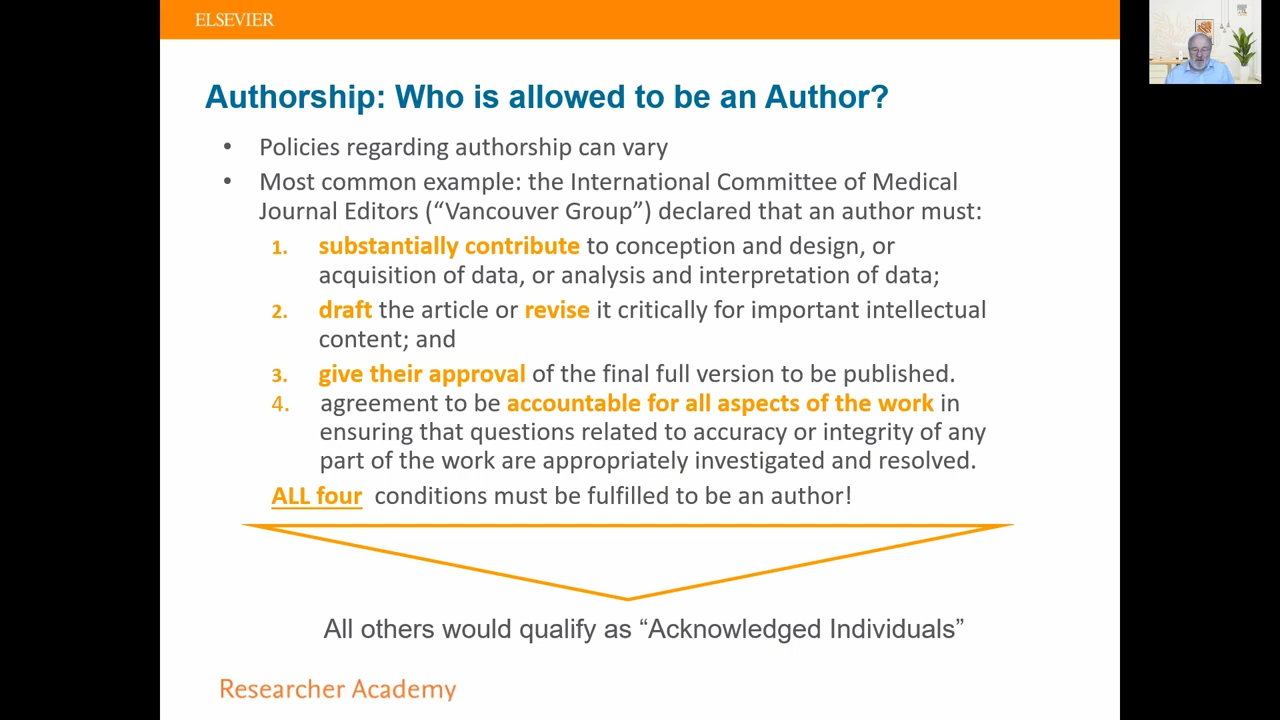 ELSEVIER
Authorship: Who is allowed to be an Author?
• Policies regarding authorship can vary
• Most common example: the International Committee of Medical
Journal Editors (“Vancouver Group”) declared that an author must:
1. substantially contribute to conception and design, or
acquisition of data, or analysis and interpretation of data;
2. draft the article or revise it critically for important intellectual
content; and
3. give their approval of the final full version to be published.
4. agreement to be accountable for all aspects of the work in
ensuring that questions related to accuracy or integrity of any
part of the work are appropriately investigated and resolved.
ALL four conditions must be fulfilled to be an author!
All others would qualify as “Acknowledged Individuals”
Researcher Academy